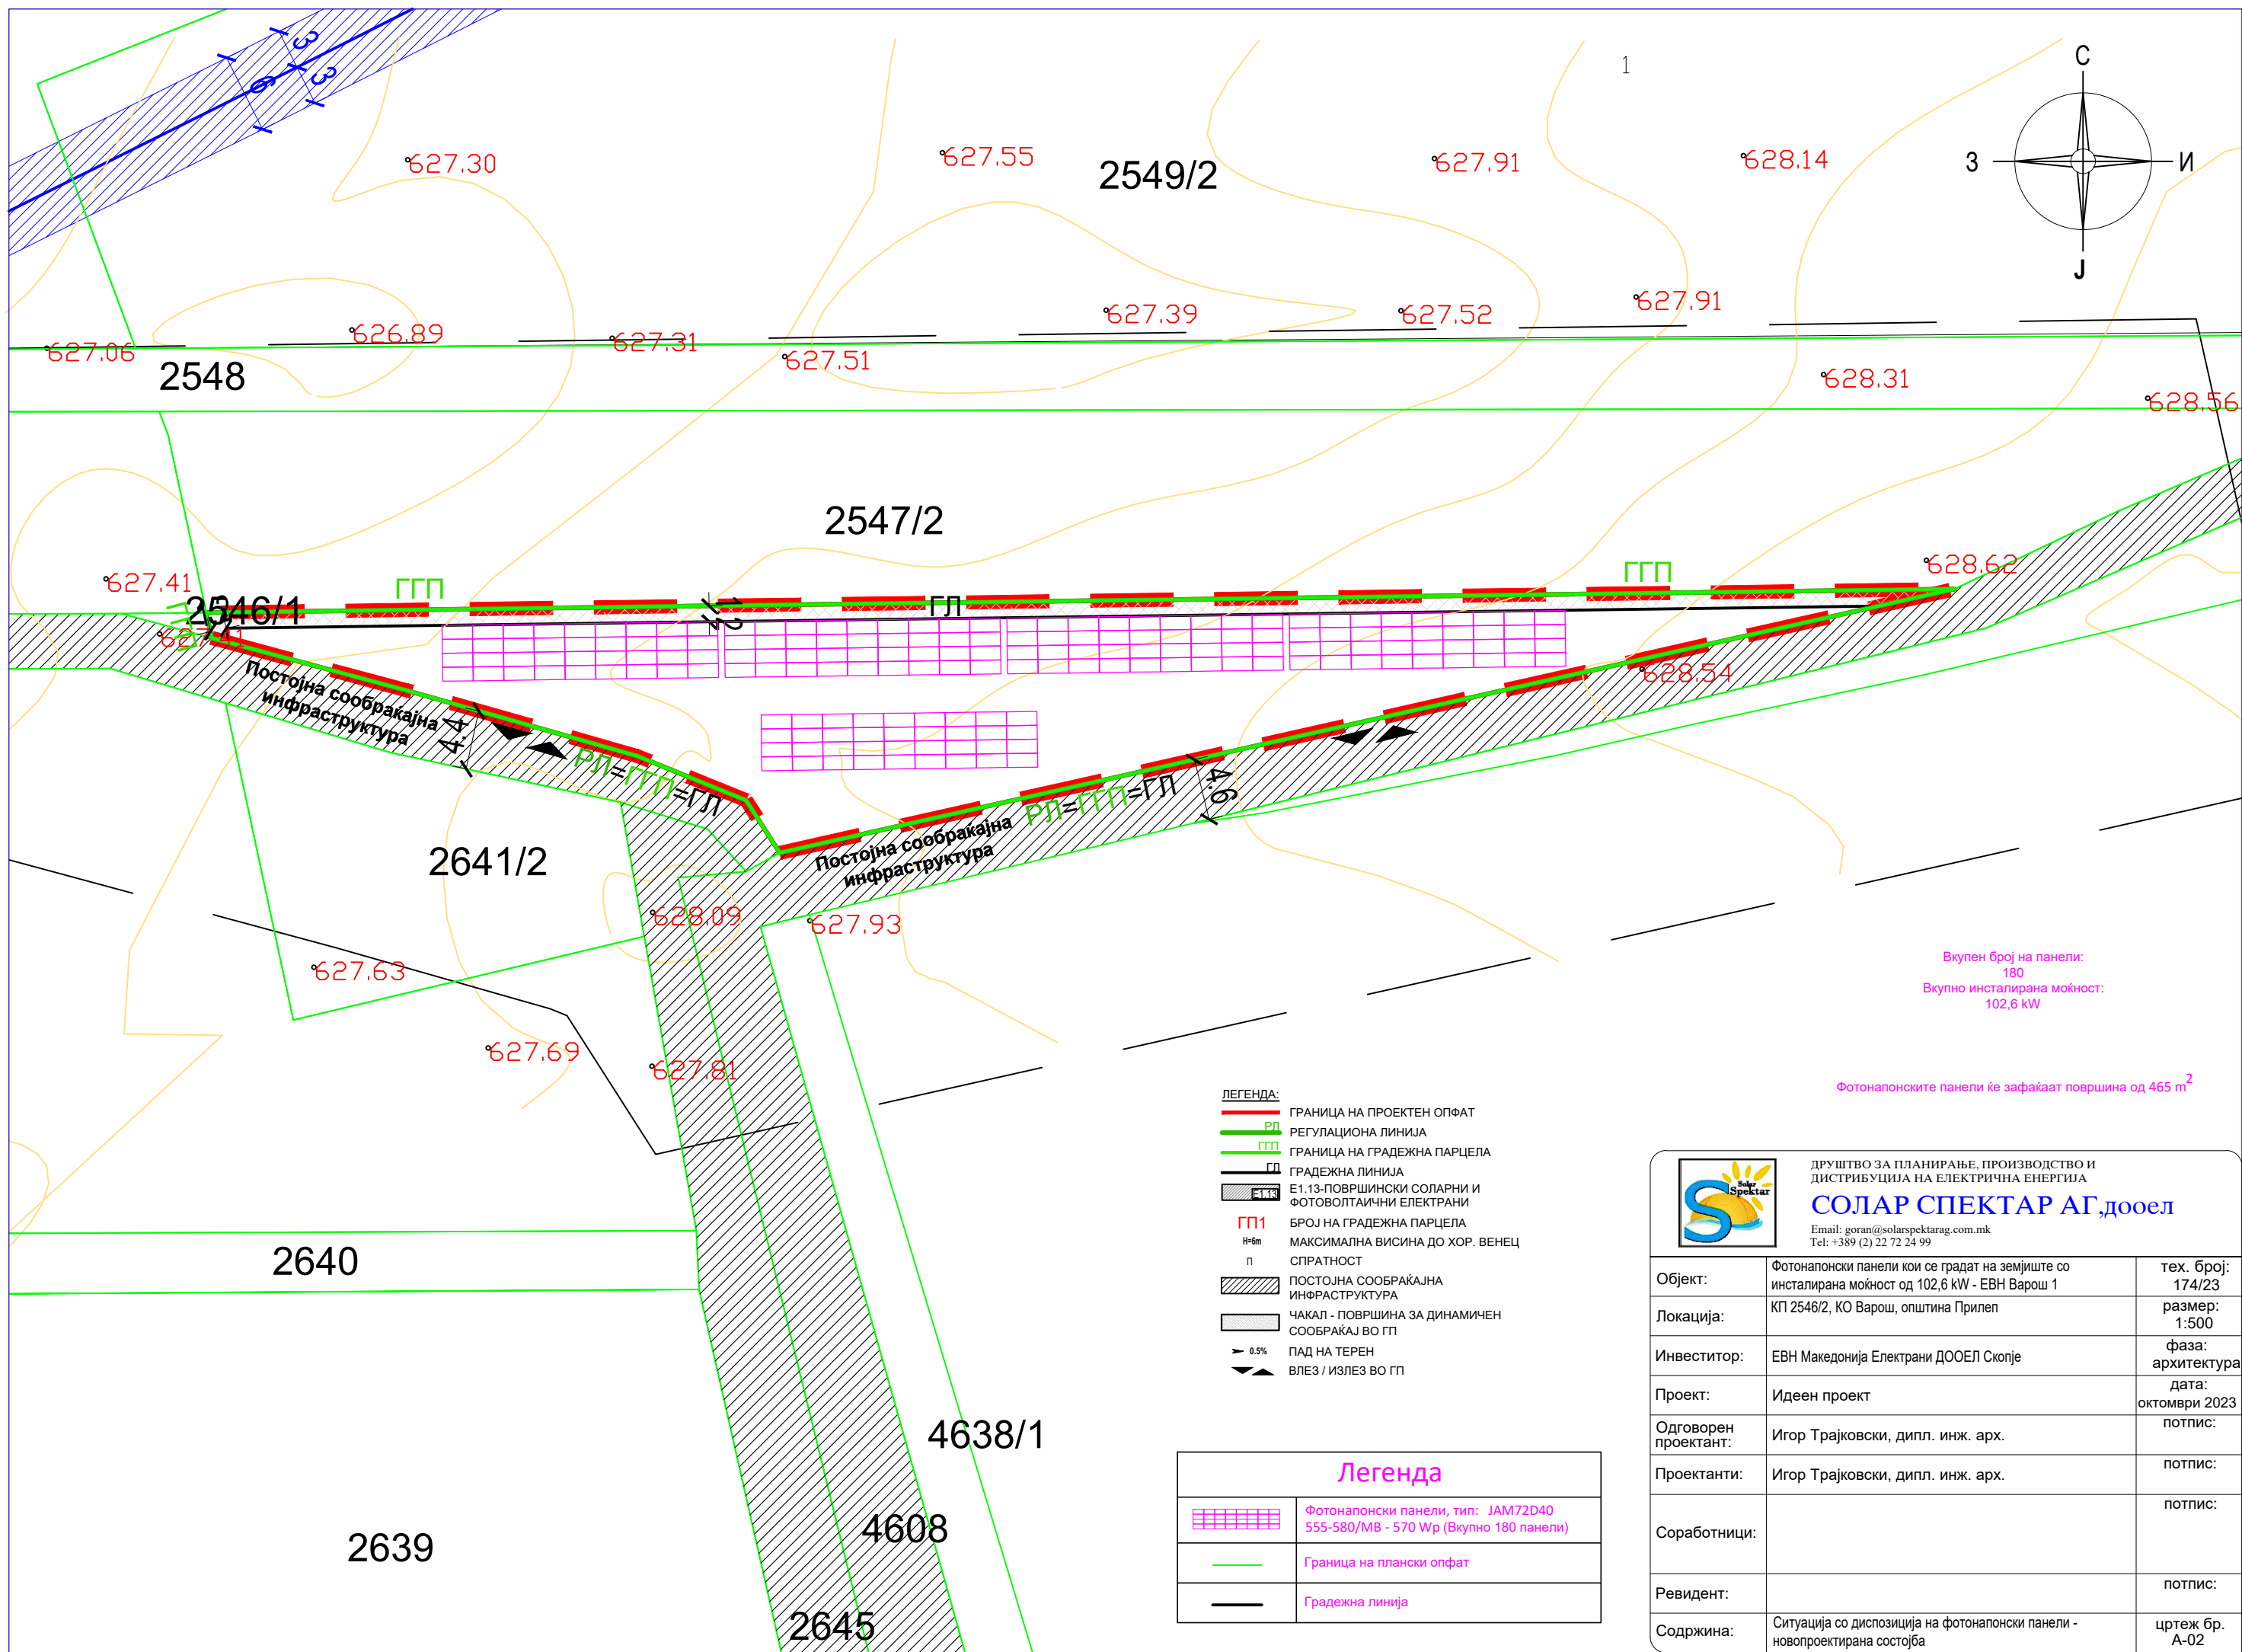 1
С
З
И
Ј
3
3
6
627.30
627.55
2549/2
627.91
628.14
627.06
626.89
627.31
627.51
627.39
627.52
627.91
628.31
628.56
2548
2547/2
627.41
2546/1
ГГП
1.2
ГЛ
ГГП
628.62
628.54
Постојна сообраќајна
инфраструктура
4.4
РЛ=ГГП=ГЛ
Постојна сообраќајна
инфраструктура
РЛ=ГГП=ГЛ
4.6
2641/2
628.09
627.93
627.63
627.69
627.81
Вкупен број на панели:
180
Вкупно инсталирана моќност:
102,6 kW
Фотонапонските панели ќе зафаќаат површина од 465 m2
2640
2639
4638/1
4608
2645
ЛЕГЕНДА:
ГРАНИЦА НА ПРОЕКТЕН ОПФАТ
РЛ РЕГУЛАЦИОНА ЛИНИЈА
ГГП ГРАНИЦА НА ГРАДЕЖНА ПАРЦЕЛА
ГЛ ГРАДЕЖНА ЛИНИЈА
Е1.13 Е1.13-ПОВРШИНСКИ СОЛАРНИ И
ФОТОВОЛТАИЧНИ ЕЛЕКТРАНИ
ГП1 БРОЈ НА ГРАДЕЖНА ПАРЦЕЛА
H=6m МАКСИМАЛНА ВИСИНА ДО ХОР. ВЕНЕЦ
П СПРАТНОСТ
ПОСТОЈНА СООБРАЌАЈНА
ИНФРАСТРУКТУРА
ЧАКАЛ - ПОВРШИНА ЗА ДИНАМИЧЕН
СООБРАЌАЈ ВО ГП
0.5% ПАД НА ТЕРЕН
ВЛЕЗ / ИЗЛЕЗ ВО ГП
Легенда
Фотонапонски панели, тип: JAM72D40
555-580/MB - 570 Wp (Вкупно 180 панели)
Граница на плански опфат
Градежна линија
Solar
Spektar
ДРУШТВО ЗА ПЛАНИРАЊЕ, ПРОИЗВОДСТВО И
ДИСТРИБУЦИЈА НА ЕЛЕКТРИЧНА ЕНЕРГИЈА
СОЛАР СПЕКТАР АГ,дооел
Email: goran@solarspektarag.com.mk
Tel: +389 (2) 22 72 24 99
Објект:
Фотонапонски панели кои се градат на земјиште со
инсталирана моќност од 102,6 kW - ЕВН Варош 1
тех. број:
174/23
Локација:
КП 2546/2, КО Варош, општина Прилеп
размер:
1:500
Инвеститор:
ЕВН Македонија Електрани ДООЕЛ Скопје
фаза:
архитектура
Проект:
Идеен проект
дата:
октомври 2023
Одговорен
проектант:
Игор Трајковски, дипл. инж. арх.
потпис:
Проектанти:
Игор Трајковски, дипл. инж. арх.
потпис:
Соработници:
потпис:
Ревидент:
потпис:
Содржина:
Ситуација со диспозиција на фотонапонски панели -
новопроектирана состојба
цртеж бр.
А-02